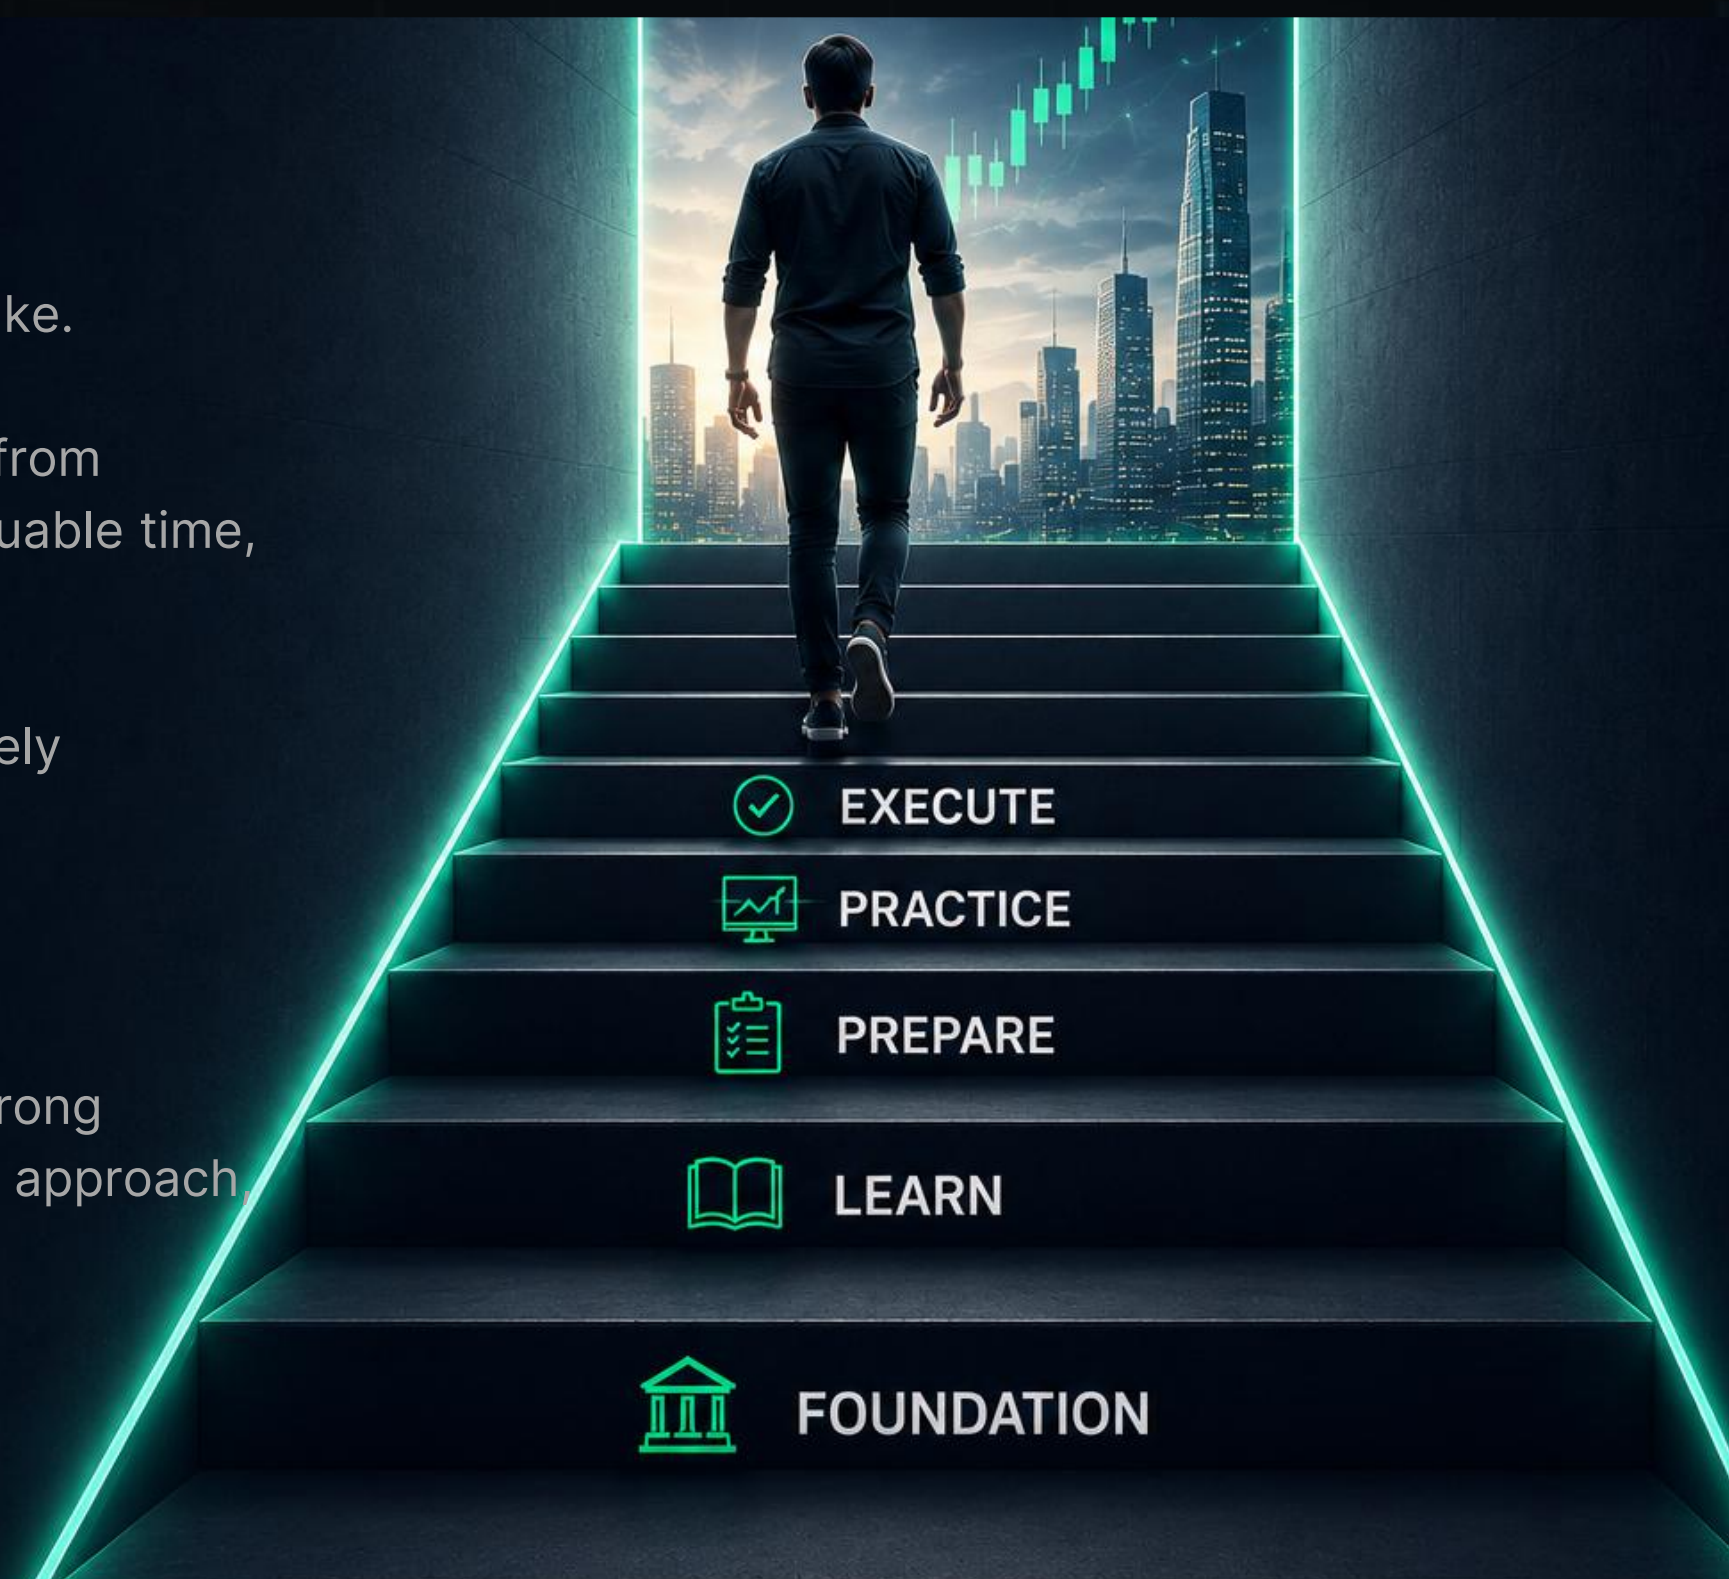 ke.
from
uable time,
ely
rong
approach,
EXECUTE
PRACTICE
PREPARE
LEARN
FOUNDATION